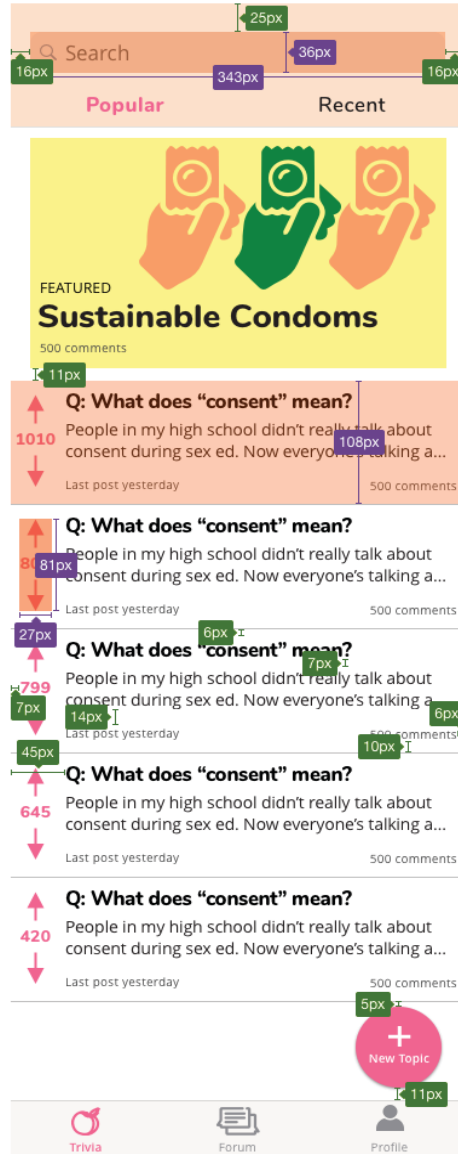 25px
Search
36px
16px
343px
16px
Popular
Recent
FEATURED
Sustainable Condoms
500 comments
11px
Q: What does “consent” mean?
1010
People in my high school didn’t really talk about
108px
consent during sex ed. Now everyone’s talking a...
Last post yesterday
500 comments
Q: What does “consent” mean?
People in my high school didn’t really talk about
81px
consent during sex ed. Now everyone’s talking a...
Last post yesterday
500 comments
27px
6px
Q: What does “consent” mean?
7px
People in my high school didn’t really talk about
799
consent during sex ed. Now everyone’s talking a
7px
14px
6px
Last post yesterday
comments
10px
45px
Q: What does “consent” mean?
645
People in my high school didn’t really talk about
consent during sex ed. Now everyone’s talking a...
Last post yesterday
500 comments
Q: What does “consent” mean?
420
People in my high school didn’t really talk about
consent during sex ed. Now everyone’s talking a...
Last post yesterday
500 comments
5px
New Topic
11px
Trivia
Forum
Profile